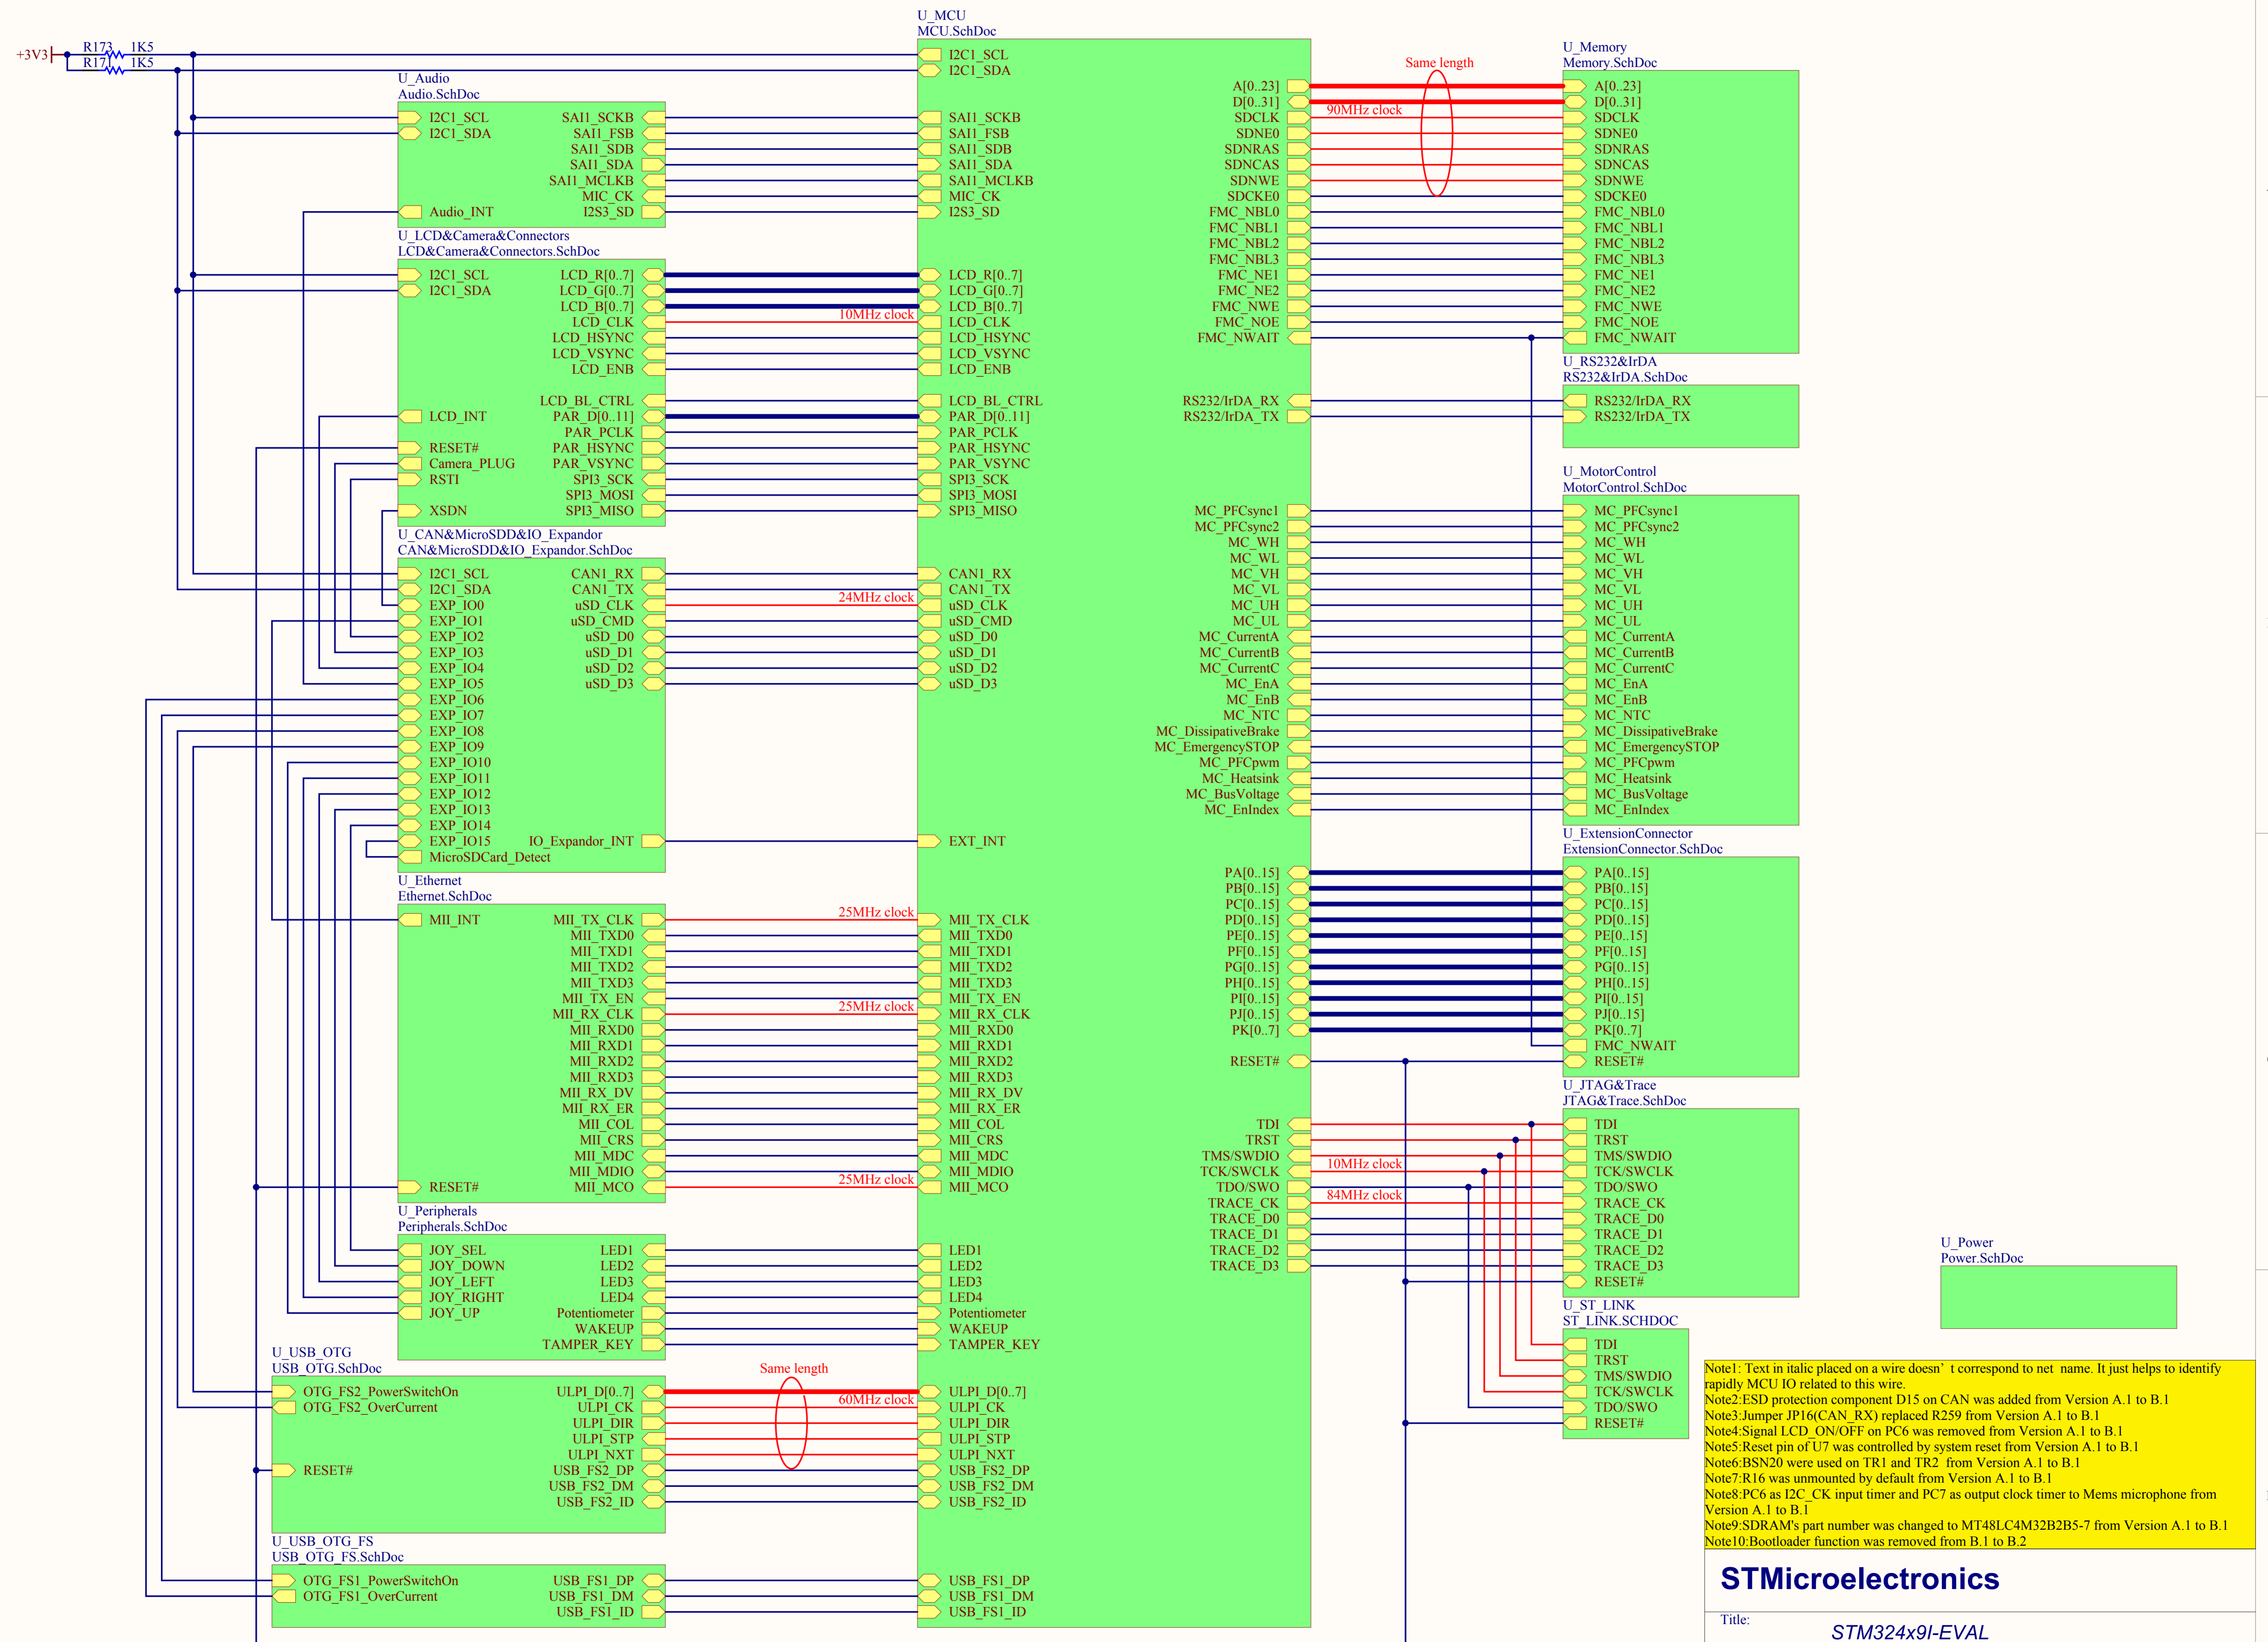 +3V3
R173 1K5
R171 1K5
U_Audio
Audio.SchDoc
I2C1_SCL SAI1_SCKB
I2C1_SDA SAI1_FSB
SAI1_SDB
SAI1_SDA
SAI1_MCLKB
MIC_CK
Audio_INT I2S3_SD
U_LCD&Camera&Connectors
LCD&Camera&Connectors.SchDoc
I2C1_SCL LCD_R[0..7]
I2C1_SDA LCD_G[0..7]
LCD_B[0..7]
LCD_CLK
LCD_HSYNC
LCD_VSYNC
LCD_ENB
LCD_BL_CTRL
LCD_INT PAR_D[0..11]
PAR_PCLK
RESET# PAR_HSYNC
Camera_PLUG PAR_VSYNC
RSTI SPI3_SCK
SPI3_MOSI
XSDN SPI3_MISO
U_CAN&MicroSDD&IO_Expandor
CAN&MicroSDD&IO_Expandor.SchDoc
I2C1_SCL CAN1_RX
I2C1_SDA CAN1_TX
EXP_IO0 uSD_CLK
EXP_IO1 uSD_CMD
EXP_IO2 uSD_D0
EXP_IO3 uSD_D1
EXP_IO4 uSD_D2
EXP_IO5 uSD_D3
EXP_IO6
EXP_IO7
EXP_IO8
EXP_IO9
EXP_IO10
EXP_IO11
EXP_IO12
EXP_IO13
EXP_IO14
EXP_IO15 IO_Expandor_INT
MicroSDCard_Detect
U_Ethernet
Ethernet.SchDoc
MII_INT MII_TX_CLK
MII_TXD0
MII_TXD1
MII_TXD2
MII_TXD3
MII_TX_EN
MII_RX_CLK
MII_RXD0
MII_RXD1
MII_RXD2
MII_RXD3
MII_RX_DV
MII_RX_ER
MII_COL
MII_CRS
MII_MDC
MII_MDIO
RESET# MII_MCO
U_Peripherals
Peripherals.SchDoc
JOY_SEL LED1
JOY_DOWN LED2
JOY_LEFT LED3
JOY_RIGHT LED4
JOY_UP Potentiometer
WAKEUP
TAMPER_KEY
U_USB_OTG
USB_OTG.SchDoc
OTG_FS2_PowerSwitchOn ULPI_D[0..7]
OTG_FS2_OverCurrent ULPI_CK
ULPI_DIR
ULPI_STP
ULPI_NXT
RESET# USB_FS2_DP
USB_FS2_DM
USB_FS2_ID
U_USB_OTG_FS
USB_OTG_FS.SchDoc
OTG_FS1_PowerSwitchOn USB_FS1_DP
OTG_FS1_OverCurrent USB_FS1_DM
USB_FS1_ID
10MHz clock
24MHz clock
25MHz clock
25MHz clock
25MHz clock
Same length
60MHz clock
U_MCU
MCU.SchDoc
I2C1_SCL
I2C1_SDA
SAI1_SCKB
SAI1_FSB
SAI1_SDB
SAI1_SDA
SAI1_MCLKB
MIC_CK
I2S3_SD
LCD_R[0..7]
LCD_G[0..7]
LCD_B[0..7]
LCD_CLK
LCD_HSYNC
LCD_VSYNC
LCD_ENB
LCD_BL_CTRL
PAR_D[0..11]
PAR_PCLK
PAR_HSYNC
PAR_VSYNC
SPI3_SCK
SPI3_MOSI
SPI3_MISO
CAN1_RX
CAN1_TX
uSD_CLK
uSD_CMD
uSD_D0
uSD_D1
uSD_D2
uSD_D3
EXT_INT
MII_TX_CLK
MII_TXD0
MII_TXD1
MII_TXD2
MII_TXD3
MII_TX_EN
MII_RX_CLK
MII_RXD0
MII_RXD1
MII_RXD2
MII_RXD3
MII_RX_DV
MII_RX_ER
MII_COL
MII_CRS
MII_MDC
MII_MDIO
MII_MCO
LED1
LED2
LED3
LED4
Potentiometer
WAKEUP
TAMPER_KEY
ULPI_D[0..7]
ULPI_CK
ULPI_DIR
ULPI_STP
ULPI_NXT
USB_FS2_DP
USB_FS2_DM
USB_FS2_ID
USB_FS1_DP
USB_FS1_DM
USB_FS1_ID
A[0..23]
D[0..31]
SDCLK
SDNE0
SDNRAS
SDNCAS
SDNWE
SDCKE0
FMC_NBL0
FMC_NBL1
FMC_NBL2
FMC_NBL3
FMC_NE1
FMC_NE2
FMC_NWE
FMC_NOE
FMC_NWAIT
RS232/IrDA_RX
RS232/IrDA_TX
MC_PFCsync1
MC_PFCsync2
MC_WH
MC_WL
MC_VH
MC_VL
MC_UH
MC_UL
MC_CurrentA
MC_CurrentB
MC_CurrentC
MC_EnA
MC_EnB
MC_NTC
MC_DissipativeBrake
MC_EmergencySTOP
MC_PFCpwm
MC_Heatsink
MC_BusVoltage
MC_EnIndex
PA[0..15]
PB[0..15]
PC[0..15]
PD[0..15]
PE[0..15]
PF[0..15]
PG[0..15]
PH[0..15]
PI[0..15]
PJ[0..15]
PK[0..7]
RESET#
TDI
TRST
TMS/SWDIO
TCK/SWCLK
TDO/SWO
TRACE_CK
TRACE_D0
TRACE_D1
TRACE_D2
TRACE_D3
Same length
90MHz clock
10MHz clock
84MHz clock
U_Memory
Memory.SchDoc
A[0..23]
D[0..31]
SDCLK
SDNE0
SDNRAS
SDNCAS
SDNWE
SDCKE0
FMC_NBL0
FMC_NBL1
FMC_NBL2
FMC_NBL3
FMC_NE1
FMC_NE2
FMC_NWE
FMC_NOE
FMC_NWAIT
U_RS232&IrDA
RS232&IrDA.SchDoc
RS232/IrDA_RX
RS232/IrDA_TX
U_MotorControl
MotorControl.SchDoc
MC_PFCsync1
MC_PFCsync2
MC_WH
MC_WL
MC_VH
MC_VL
MC_UH
MC_UL
MC_CurrentA
MC_CurrentB
MC_CurrentC
MC_EnA
MC_EnB
MC_NTC
MC_DissipativeBrake
MC_EmergencySTOP
MC_PFCpwm
MC_Heatsink
MC_BusVoltage
MC_EnIndex
U_ExtensionConnector
ExtensionConnector.SchDoc
PA[0..15]
PB[0..15]
PC[0..15]
PD[0..15]
PE[0..15]
PF[0..15]
PG[0..15]
PH[0..15]
PI[0..15]
PJ[0..15]
PK[0..7]
FMC_NWAIT
RESET#
U_JTAG&Trace
JTAG&Trace.SchDoc
TDI
TRST
TMS/SWDIO
TCK/SWCLK
TDO/SWO
TRACE_CK
TRACE_D0
TRACE_D1
TRACE_D2
TRACE_D3
RESET#
U_ST_LINK
ST_LINK.SCHDOC
TDI
TRST
TMS/SWDIO
TCK/SWCLK
TDO/SWO
RESET#
U_Power
Power.SchDoc
Note1: Text in italic placed on a wire doesn' t correspond to net name. It just helps to identify
rapidly MCU IO related to this wire.
Note2:ESD protection component D15 on CAN was added from Version A.1 to B.1
Note3:Jumper JP16(CAN_RX) replaced R259 from Version A.1 to B.1
Note4:Signal LCD_ON/OFF on PC6 was removed from Version A.1 to B.1
Note5:Reset pin of U7 was controlled by system reset from Version A.1 to B.1
Note6:BSN20 were used on TR1 and TR2 from Version A.1 to B.1
Note7:R16 was unmounted by default from Version A.1 to B.1
Note8:PC6 as I2C_CK input timer and PC7 as output clock timer to Mems microphone from
Version A.1 to B.1
Note9:SDRAM's part number was changed to MT48LC4M32B2B5-7 from Version A.1 to B.1
Note10:Bootloader function was removed from B.1 to B.2
STMicroelectronics
Title:
STM324x9I-EVAL